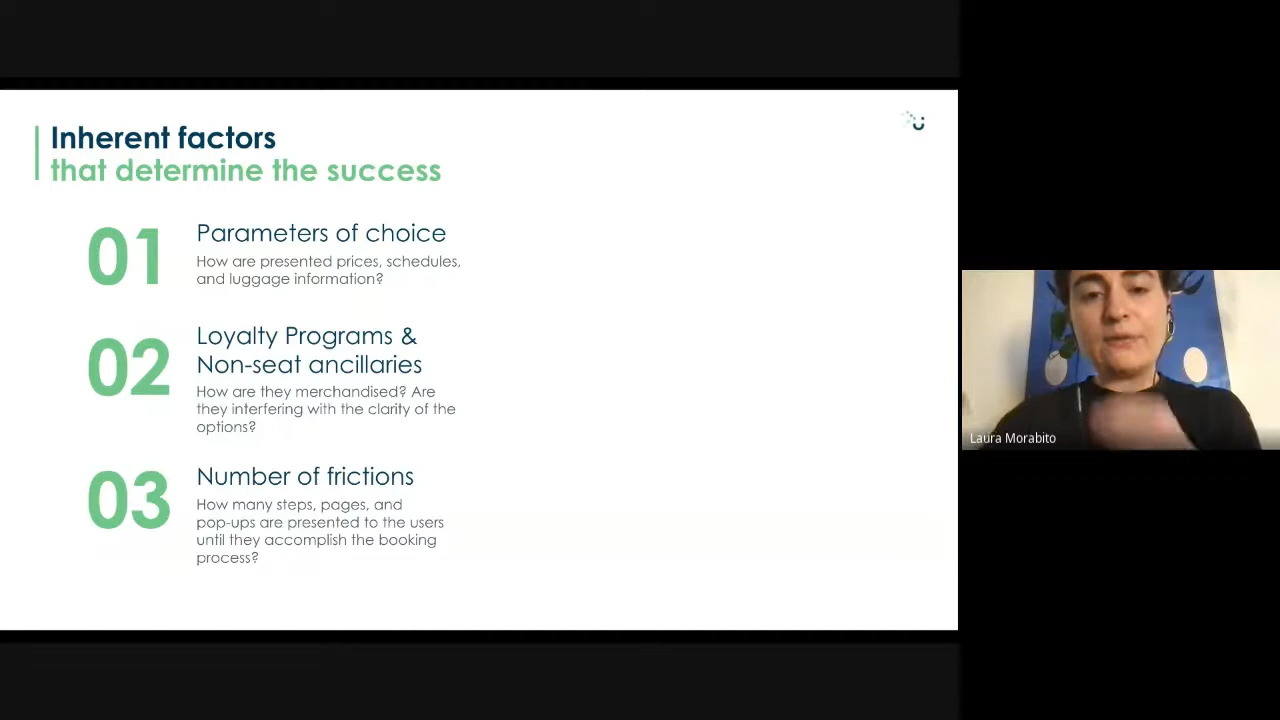 Inherent factors
that determine the success
01
Parameters of choice
How are presented prices, schedules,
and luggage information?
02
Loyalty Programs &
Non-seat ancillaries
How are they merchandised? Are
they interfering with the clarity of the
options?
03
Number of frictions
How many steps, pages, and
pop-ups are presented to the users
until they accomplish the booking
process?
Laura Morabito